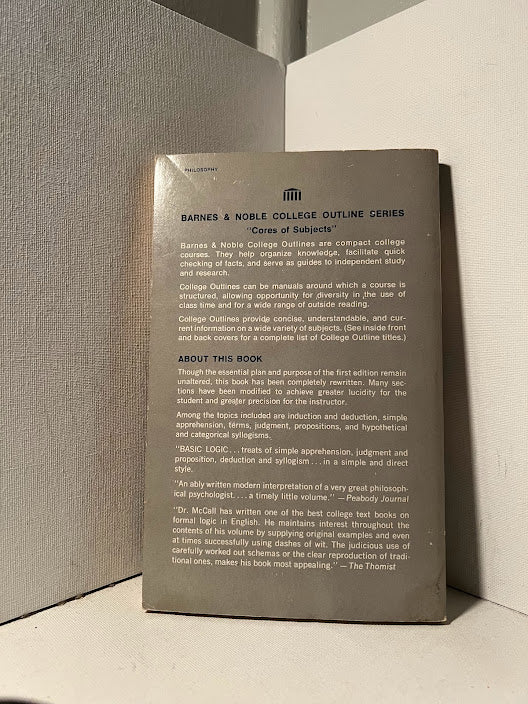 PHILOSOPHY
BARNES & NOBLE COLLEGE OUTLINE SERIES
"Cores of Subjects"
Barnes & Noble College Outlines are compact college
courses. They help organize knowledge, facilitate quick
checking of facts, and serve as guides to independent study
and research.
College Outlines can be manuals around which a course is
structured, allowing opportunity for diversity in the use of
class time and for a wide range of outside reading.
College Outlines provide concise, understandable, and cur-
rent information on a wide variety of subjects. (See inside front
and back covers for a complete list of College Outline titles.)
ABOUT THIS BOOK
Though the essential plan and purpose of the first edition remain
unaltered, this book has been completely rewritten. Many sec-
tions have been modified to achieve greater lucidity for the
student and greater precision for the instructor.
Among the topics included are induction and deduction, simple
apprehension, terms, judgment, propositions, and hypothetical
and categorical syllogisms.
"BASIC LOGIC...treats of simple apprehension, judgment and
proposition, deduction and syllogism...in a simple and direct
style.
"An ably written modern interpretation of a very great philosoph-
ical psychologist....a timely little volume." —Peabody Journal
"Dr. McCall has written one of the best college text books on
formal logic in English. He maintains interest throughout the
contents of his volume by supplying original examples and even
at times successfully using dashes of wit. The judicious use of
carefully worked out schemas or the clear reproduction of tradi-
tional ones, makes his book most appealing." — The Thomist